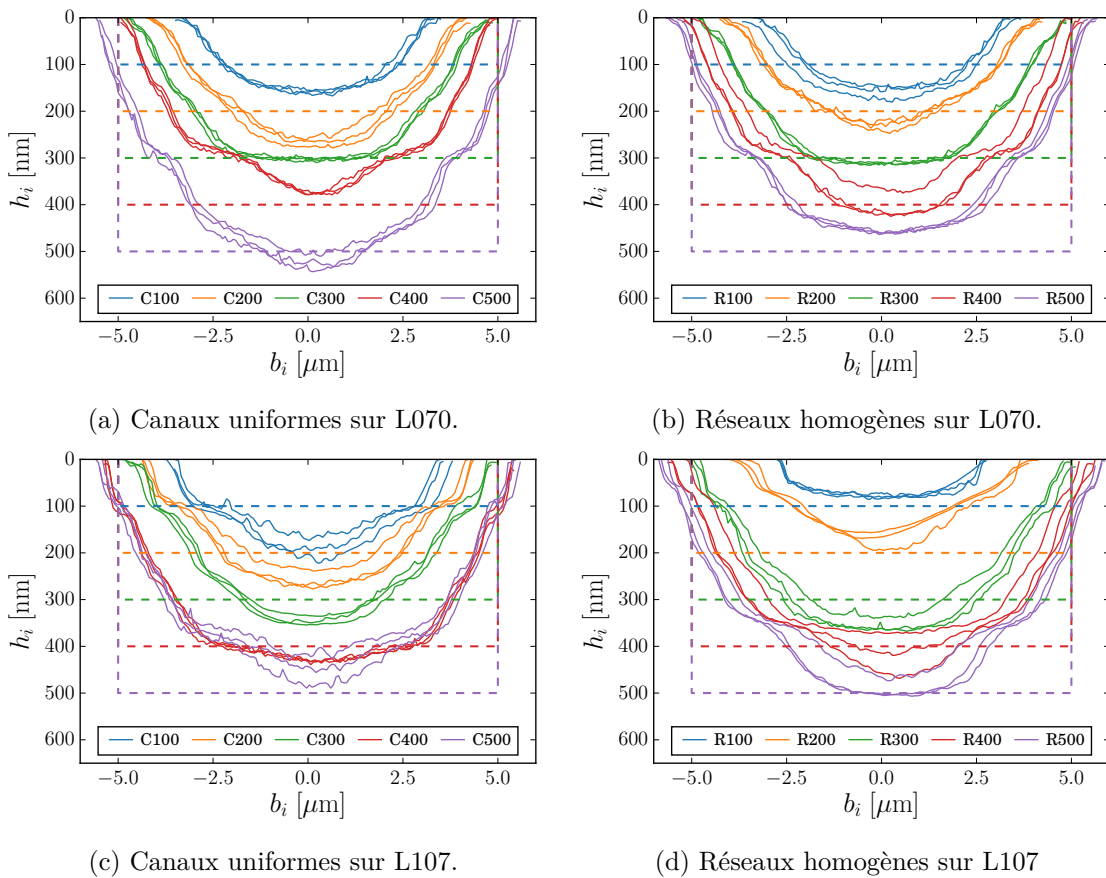 0
100
200
300
400
500
600
h_i [nm]
C100 C200 C300 C400 C500
−5.0 −2.5 0.0 2.5 5.0
b_i [μm]
(a) Canaux uniformes sur L070.
0
100
200
300
400
500
600
h_i [nm]
R100 R200 R300 R400 R500
−5.0 −2.5 0.0 2.5 5.0
b_i [μm]
(b) Réseaux homogènes sur L070.
0
100
200
300
400
500
600
h_i [nm]
C100 C200 C300 C400 C500
−5.0 −2.5 0.0 2.5 5.0
b_i [μm]
(c) Canaux uniformes sur L107.
0
100
200
300
400
500
600
h_i [nm]
R100 R200 R300 R400 R500
−5.0 −2.5 0.0 2.5 5.0
b_i [μm]
(d) Réseaux homogènes sur L107